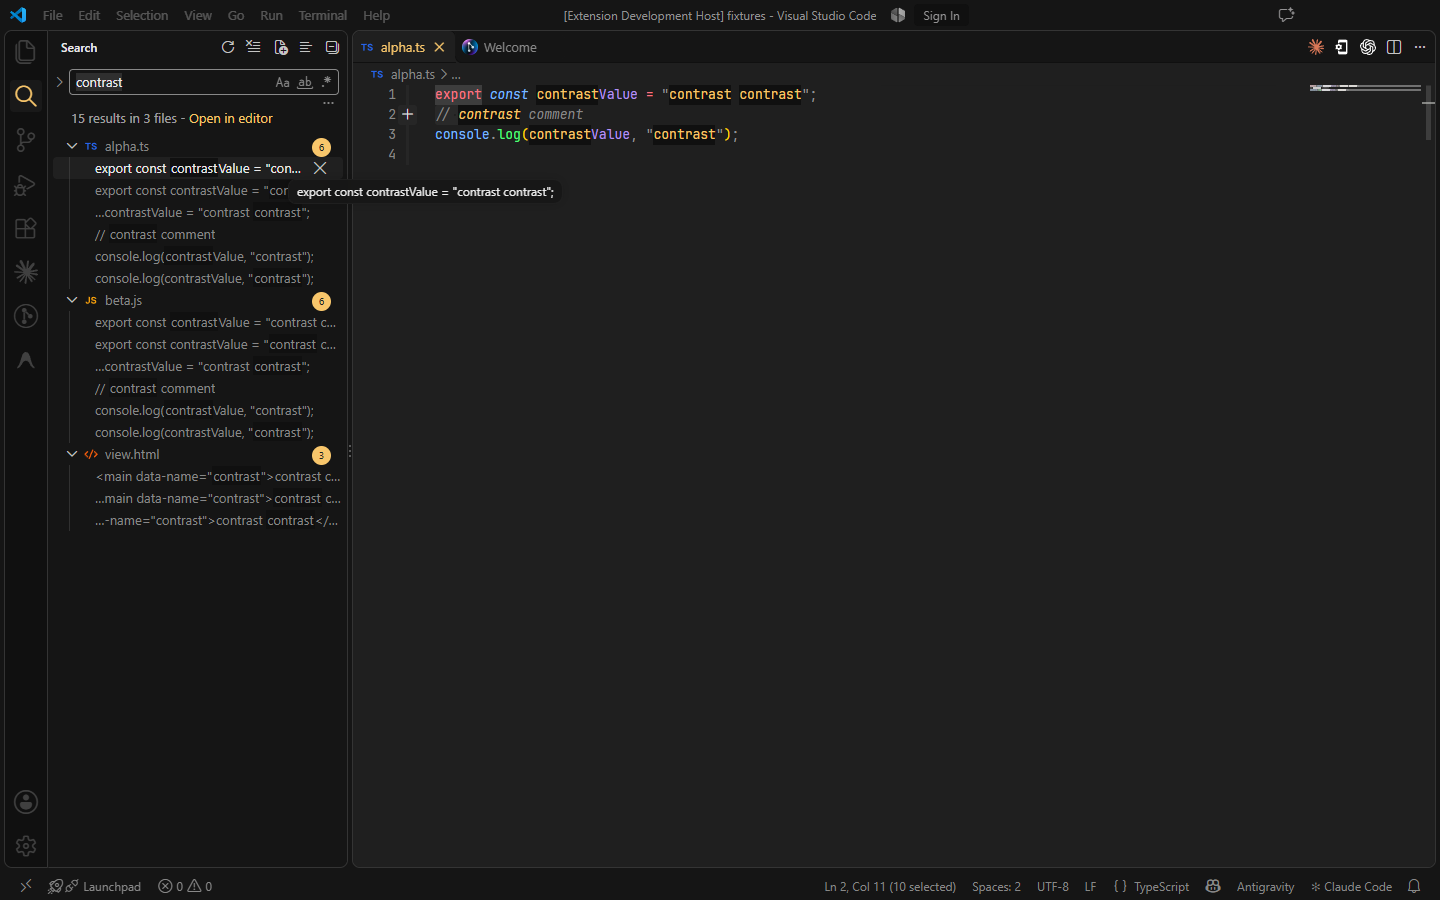 File Edit Selection View Go Run Terminal Help
[Extension Development Host] fixtures - Visual Studio Code
Sign In
Search
contrast
Aa ab .*
15 results in 3 files - Open in editor
TS alpha.ts 6
export const contrastValue = "con...
export const contrastValue = "con
...contrastValue = "contrast contrast";
// contrast comment
console.log(contrastValue, "contrast");
console.log(contrastValue, "contrast");
JS beta.js 6
export const contrastValue = "contrast c...
export const contrastValue = "contrast c...
...contrastValue = "contrast contrast";
// contrast comment
console.log(contrastValue, "contrast");
console.log(contrastValue, "contrast");
</> view.html 3
<main data-name="contrast">contrast c...
...main data-name="contrast">contrast c...
...-name="contrast">contrast contrast</...
export const contrastValue = "contrast contrast";
TS alpha.ts
Welcome
TS alpha.ts > ...
1 export const contrastValue = "contrast contrast";
2 // contrast comment
3 console.log(contrastValue, "contrast");
4
Launchpad
0 0
Ln 2, Col 11 (10 selected)
Spaces: 2
UTF-8
LF
{ } TypeScript
Antigravity
Claude Code